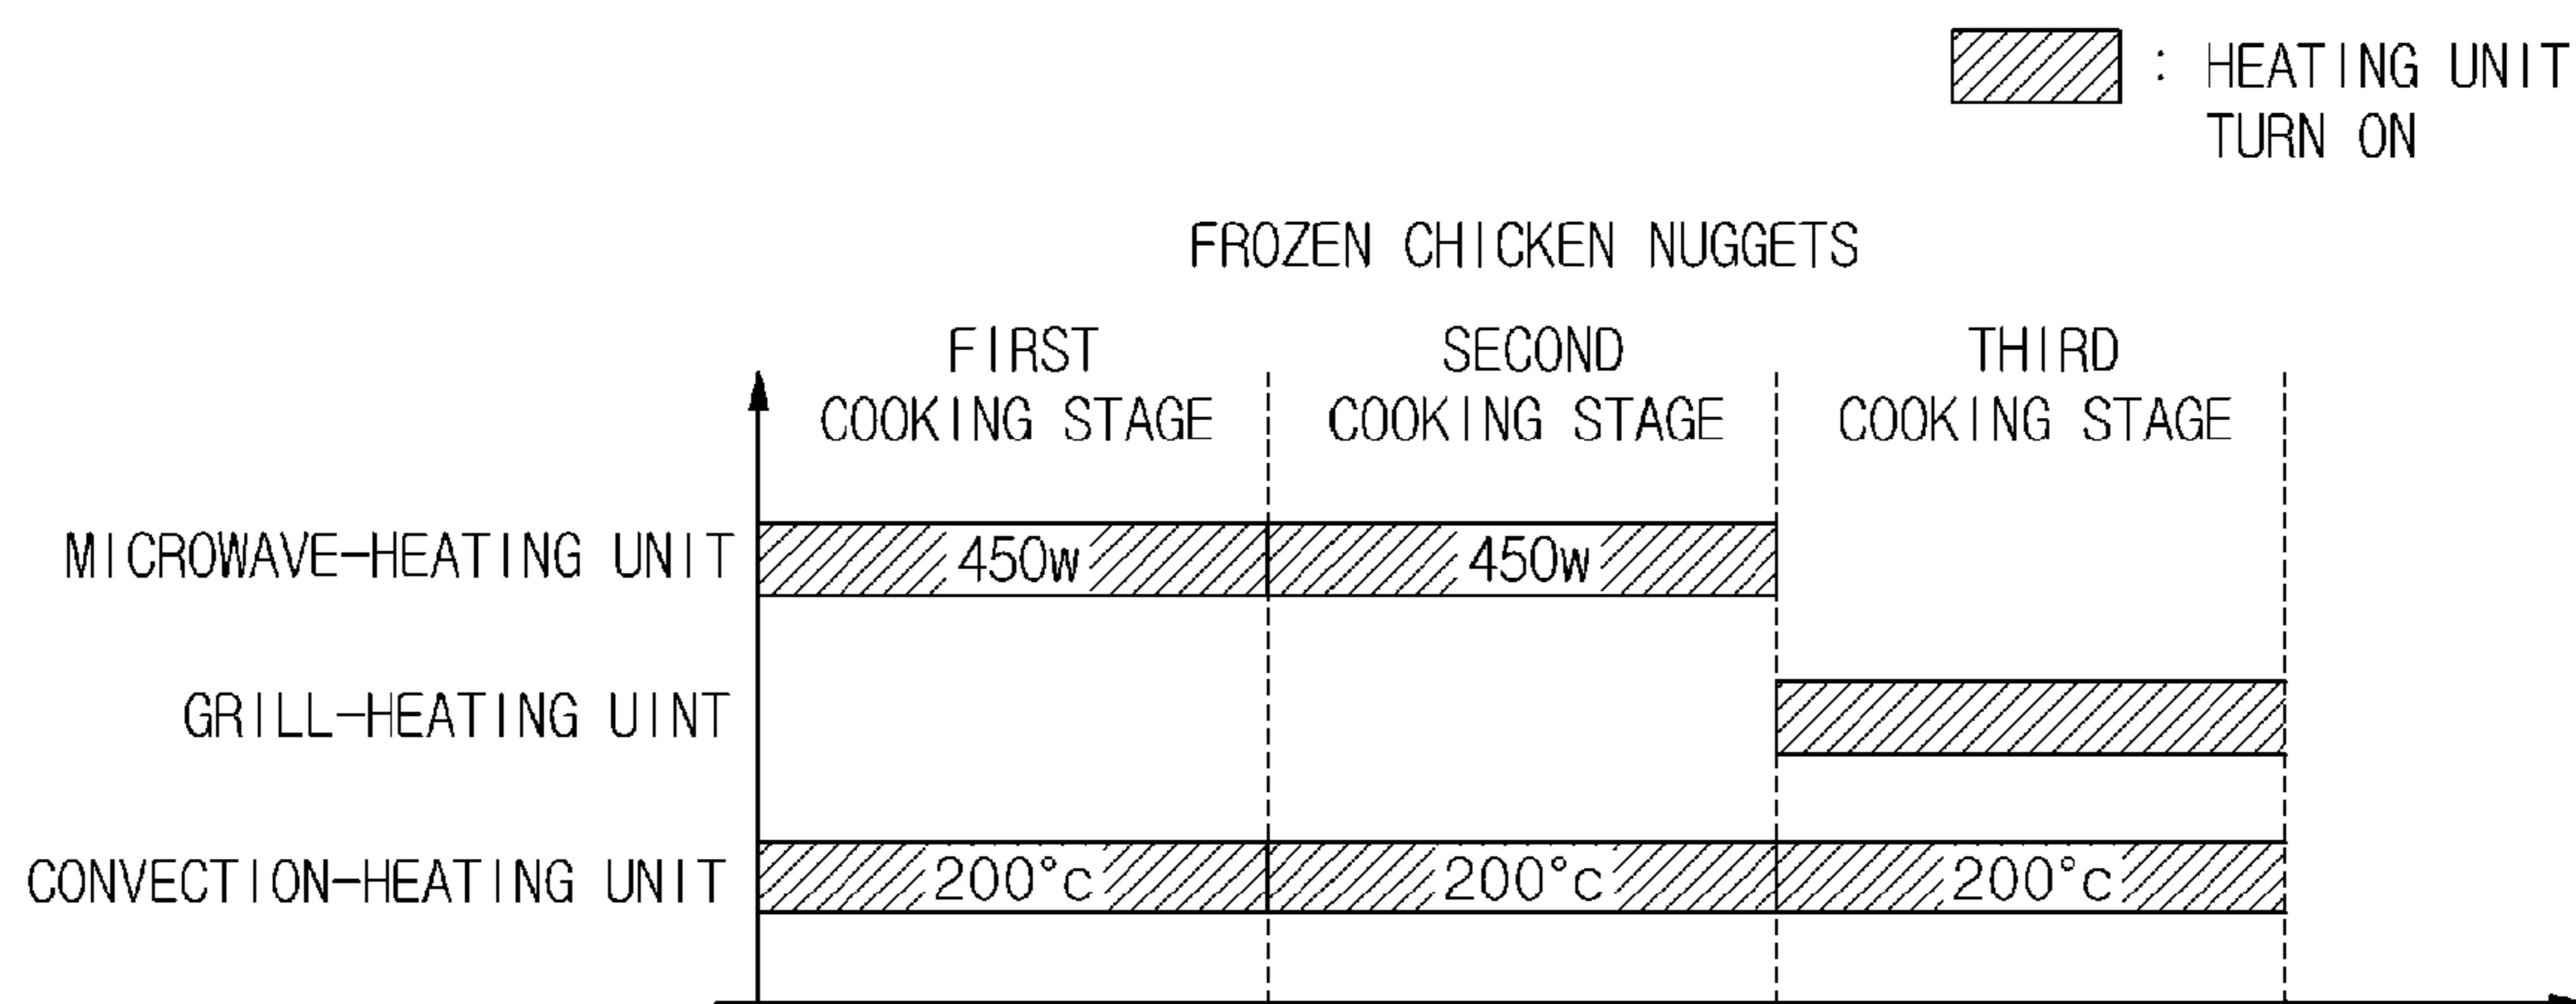 : HEATING UNIT
TURN ON
FROZEN CHICKEN NUGGETS
FIRST
COOKING STAGE
SECOND
COOKING STAGE
THIRD
COOKING STAGE
MICROWAVE-HEATING UNIT
450w
450w
GRILL-HEATING UINT
CONVECTION-HEATING UNIT
200°c
200°c
200°c